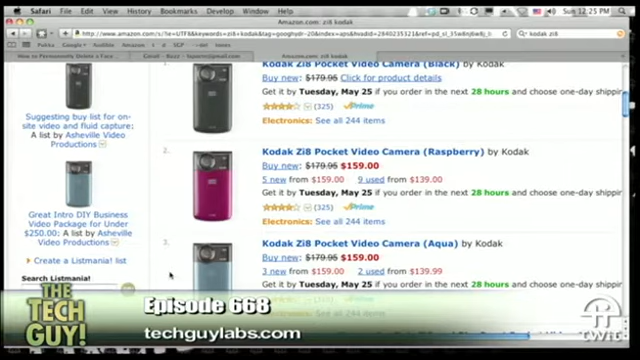 Safari File Edit View History Bookmarks Develop Window Help
Sun 12:25 PM
Amazon.com: zi8 kodak
zi8 kodak
Pukka Google
Amazon.com: zi8 kodak
Suggesting buy list for on-
site video and fluid capture:
A list by Asheville Video
Productions
Great Intro DIY Business
Video Package for Under
$250.00: A list by Asheville
Video Productions
Create a Listmania! list
Search Listmania!
Kodak Zi8 Pocket Video Camera (Black) by Kodak
Buy new: $179.95 Click for product details
Get it by Tuesday, May 25 if you order in the next 28 hours and choose one-day shippin
(325) Prime
Electronics: See all 244 items
2.
Kodak Zi8 Pocket Video Camera (Raspberry) by Kodak
Buy new: $179.95 $159.00
5 new from $159.00 9 used from $139.00
Get it by Tuesday, May 25 if you order in the next 28 hours and choose one-day shippin
(325) Prime
Electronics: See all 244 items
3.
Kodak Zi8 Pocket Video Camera (Aqua) by Kodak
Buy new: $179.95 $159.00
3 new from $159.00 2 used from $139.99
Get it by Tuesday, May 25 if you order in the next 28 hours and choose one-day shippin
THE
TECH
GUY!
Episode 668
techguylabs.com
twit